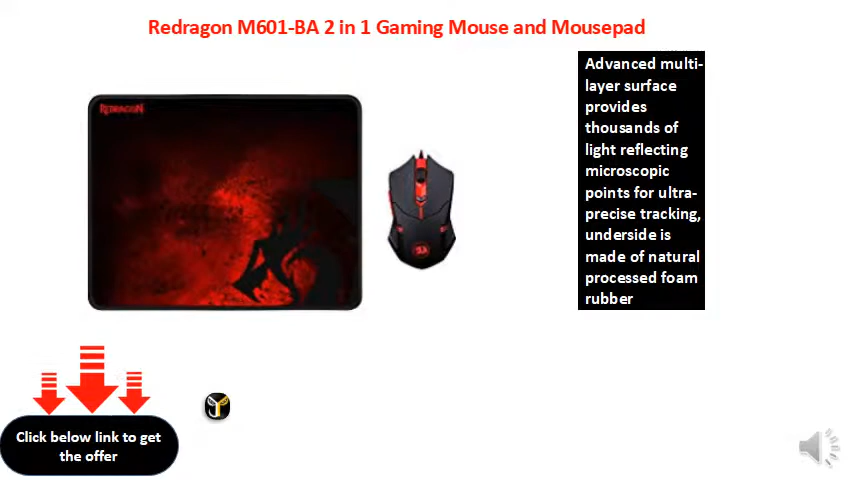 Redragon M601-BA 2 in 1 Gaming Mouse and Mousepad
Advanced multi-
layer surface
provides
thousands of
light reflecting
microscopic
points for ultra-
precise tracking,
underside is
made of natural
processed foam
rubber
REDRAGON
Click below link to get
the offer